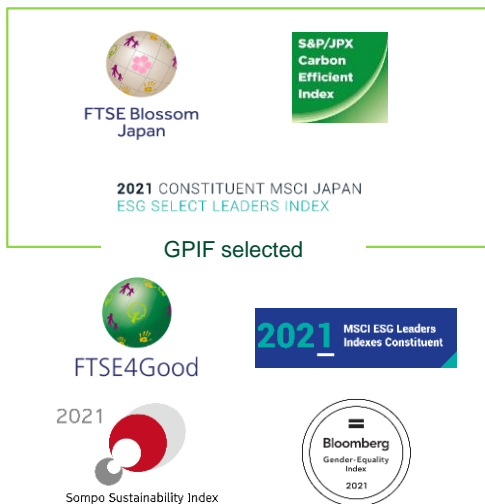 FTSE Blossom
Japan
S&P/JPX
Carbon
Efficient
Index
2021 CONSTITUENT MSCI JAPAN
ESG SELECT LEADERS INDEX
GPIF selected
FTSE4Good
2021 MSCI ESG Leaders
Indexes Constituent
2021
Sompo Sustainability Index
Bloomberg
Gender-Equality
Index
2021